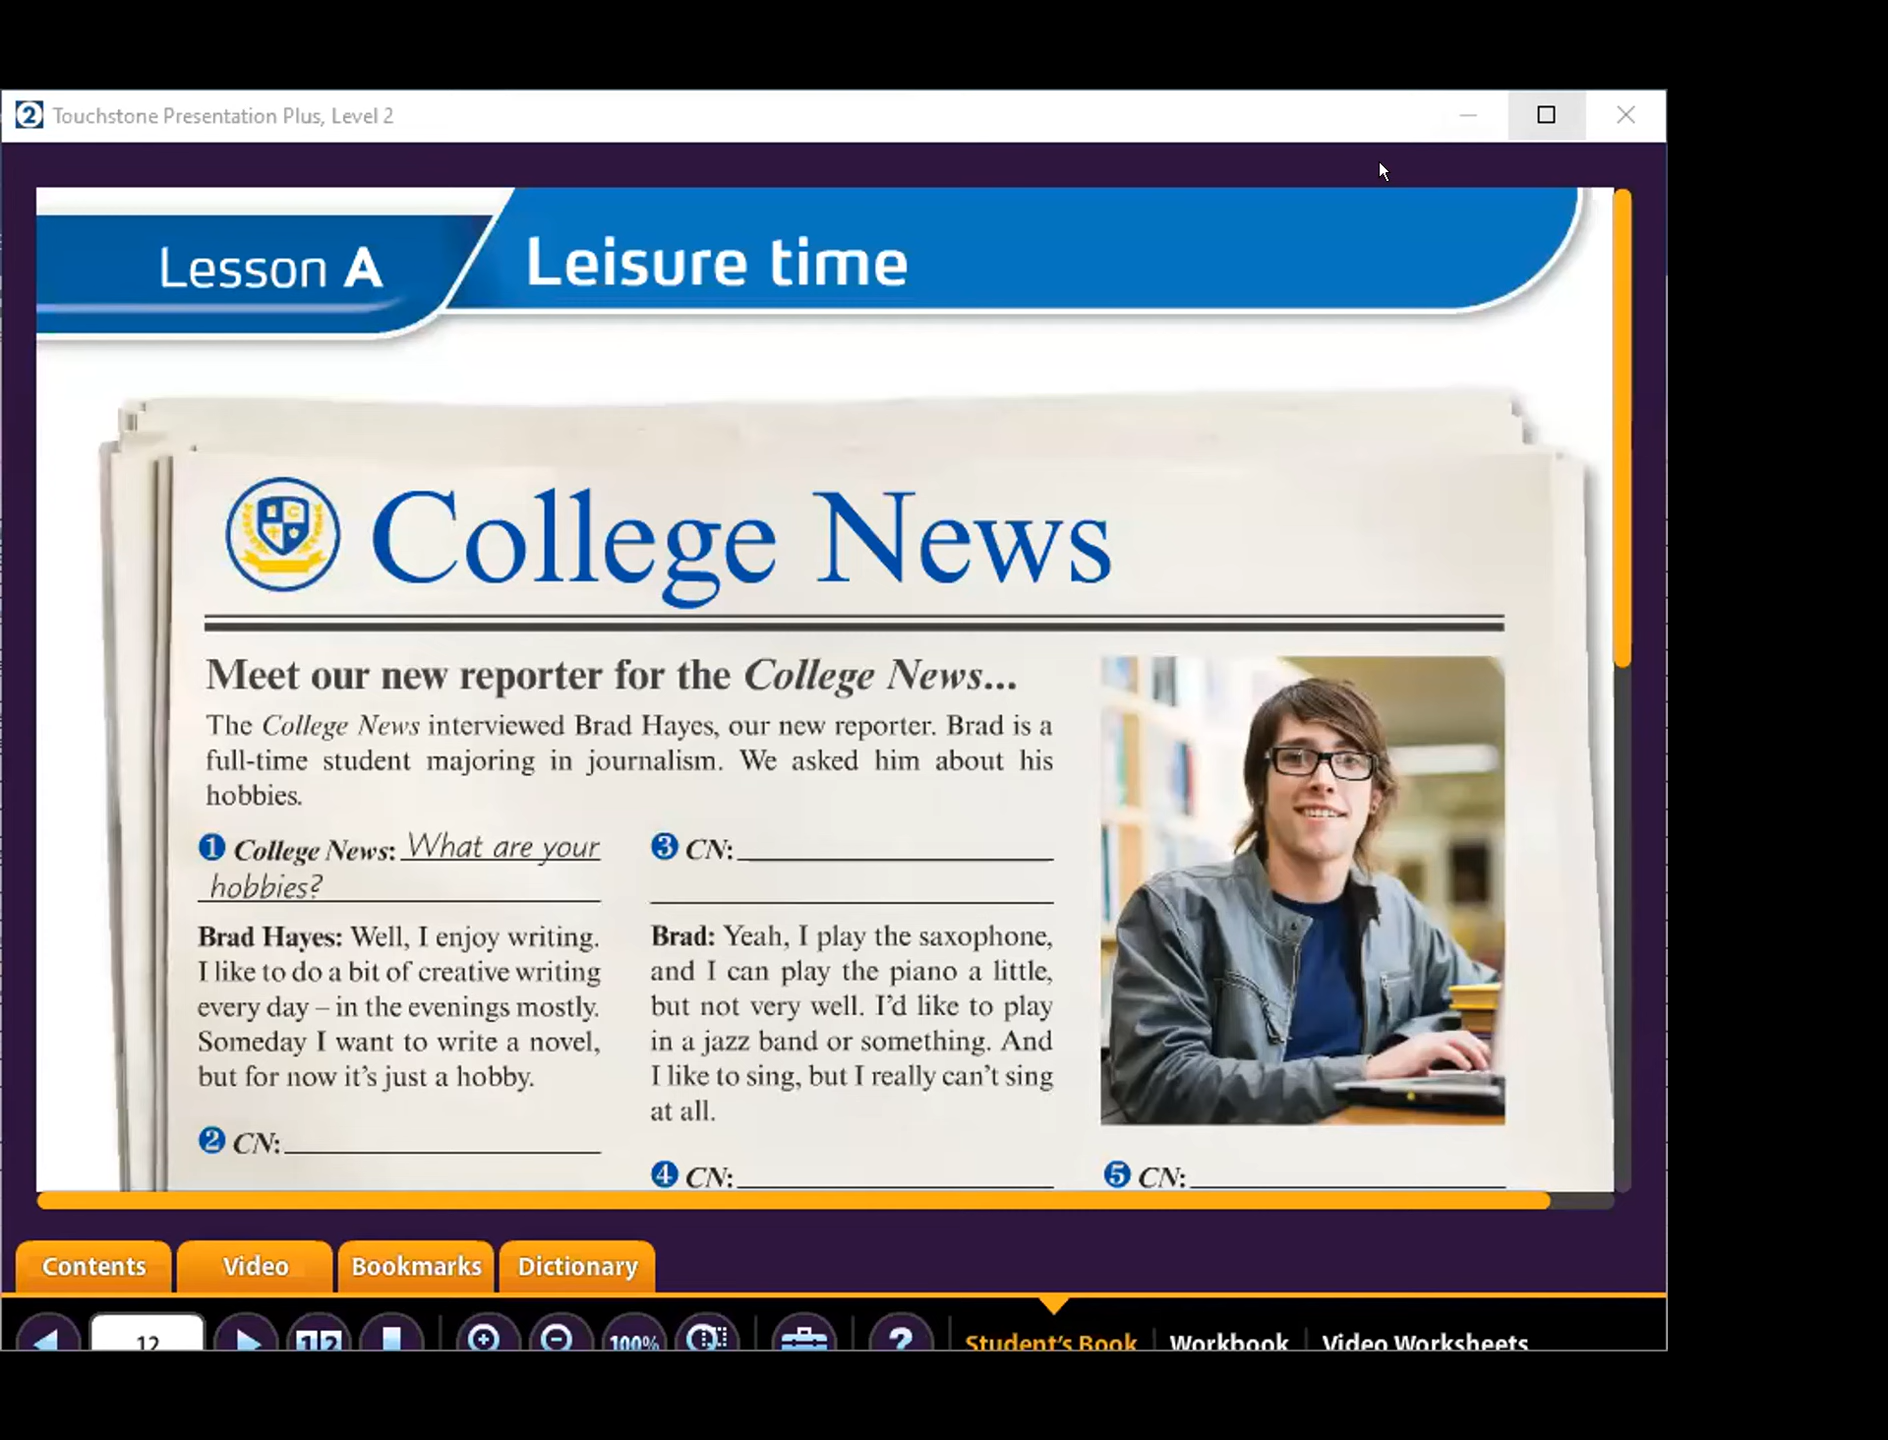 Touchstone Presentation Plus, Level 2
Lesson A
Leisure time
College News
Meet our new reporter for the College News...
The College News interviewed Brad Hayes, our new reporter. Brad is a
full-time student majoring in journalism. We asked him about his
hobbies.
1 College News: What are your
hobbies?
Brad Hayes: Well, I enjoy writing.
I like to do a bit of creative writing
every day – in the evenings mostly.
Someday I want to write a novel,
but for now it's just a hobby.
2 CN:
3 CN:
Brad: Yeah, I play the saxophone,
and I can play the piano a little,
but not very well. I'd like to play
in a jazz band or something. And
I like to sing, but I really can't sing
at all.
4 CN:
5 CN:
Contents
Video
Bookmarks
Dictionary
12
1 2
100%
?
Student's Book
Workbook
Video Worksheets